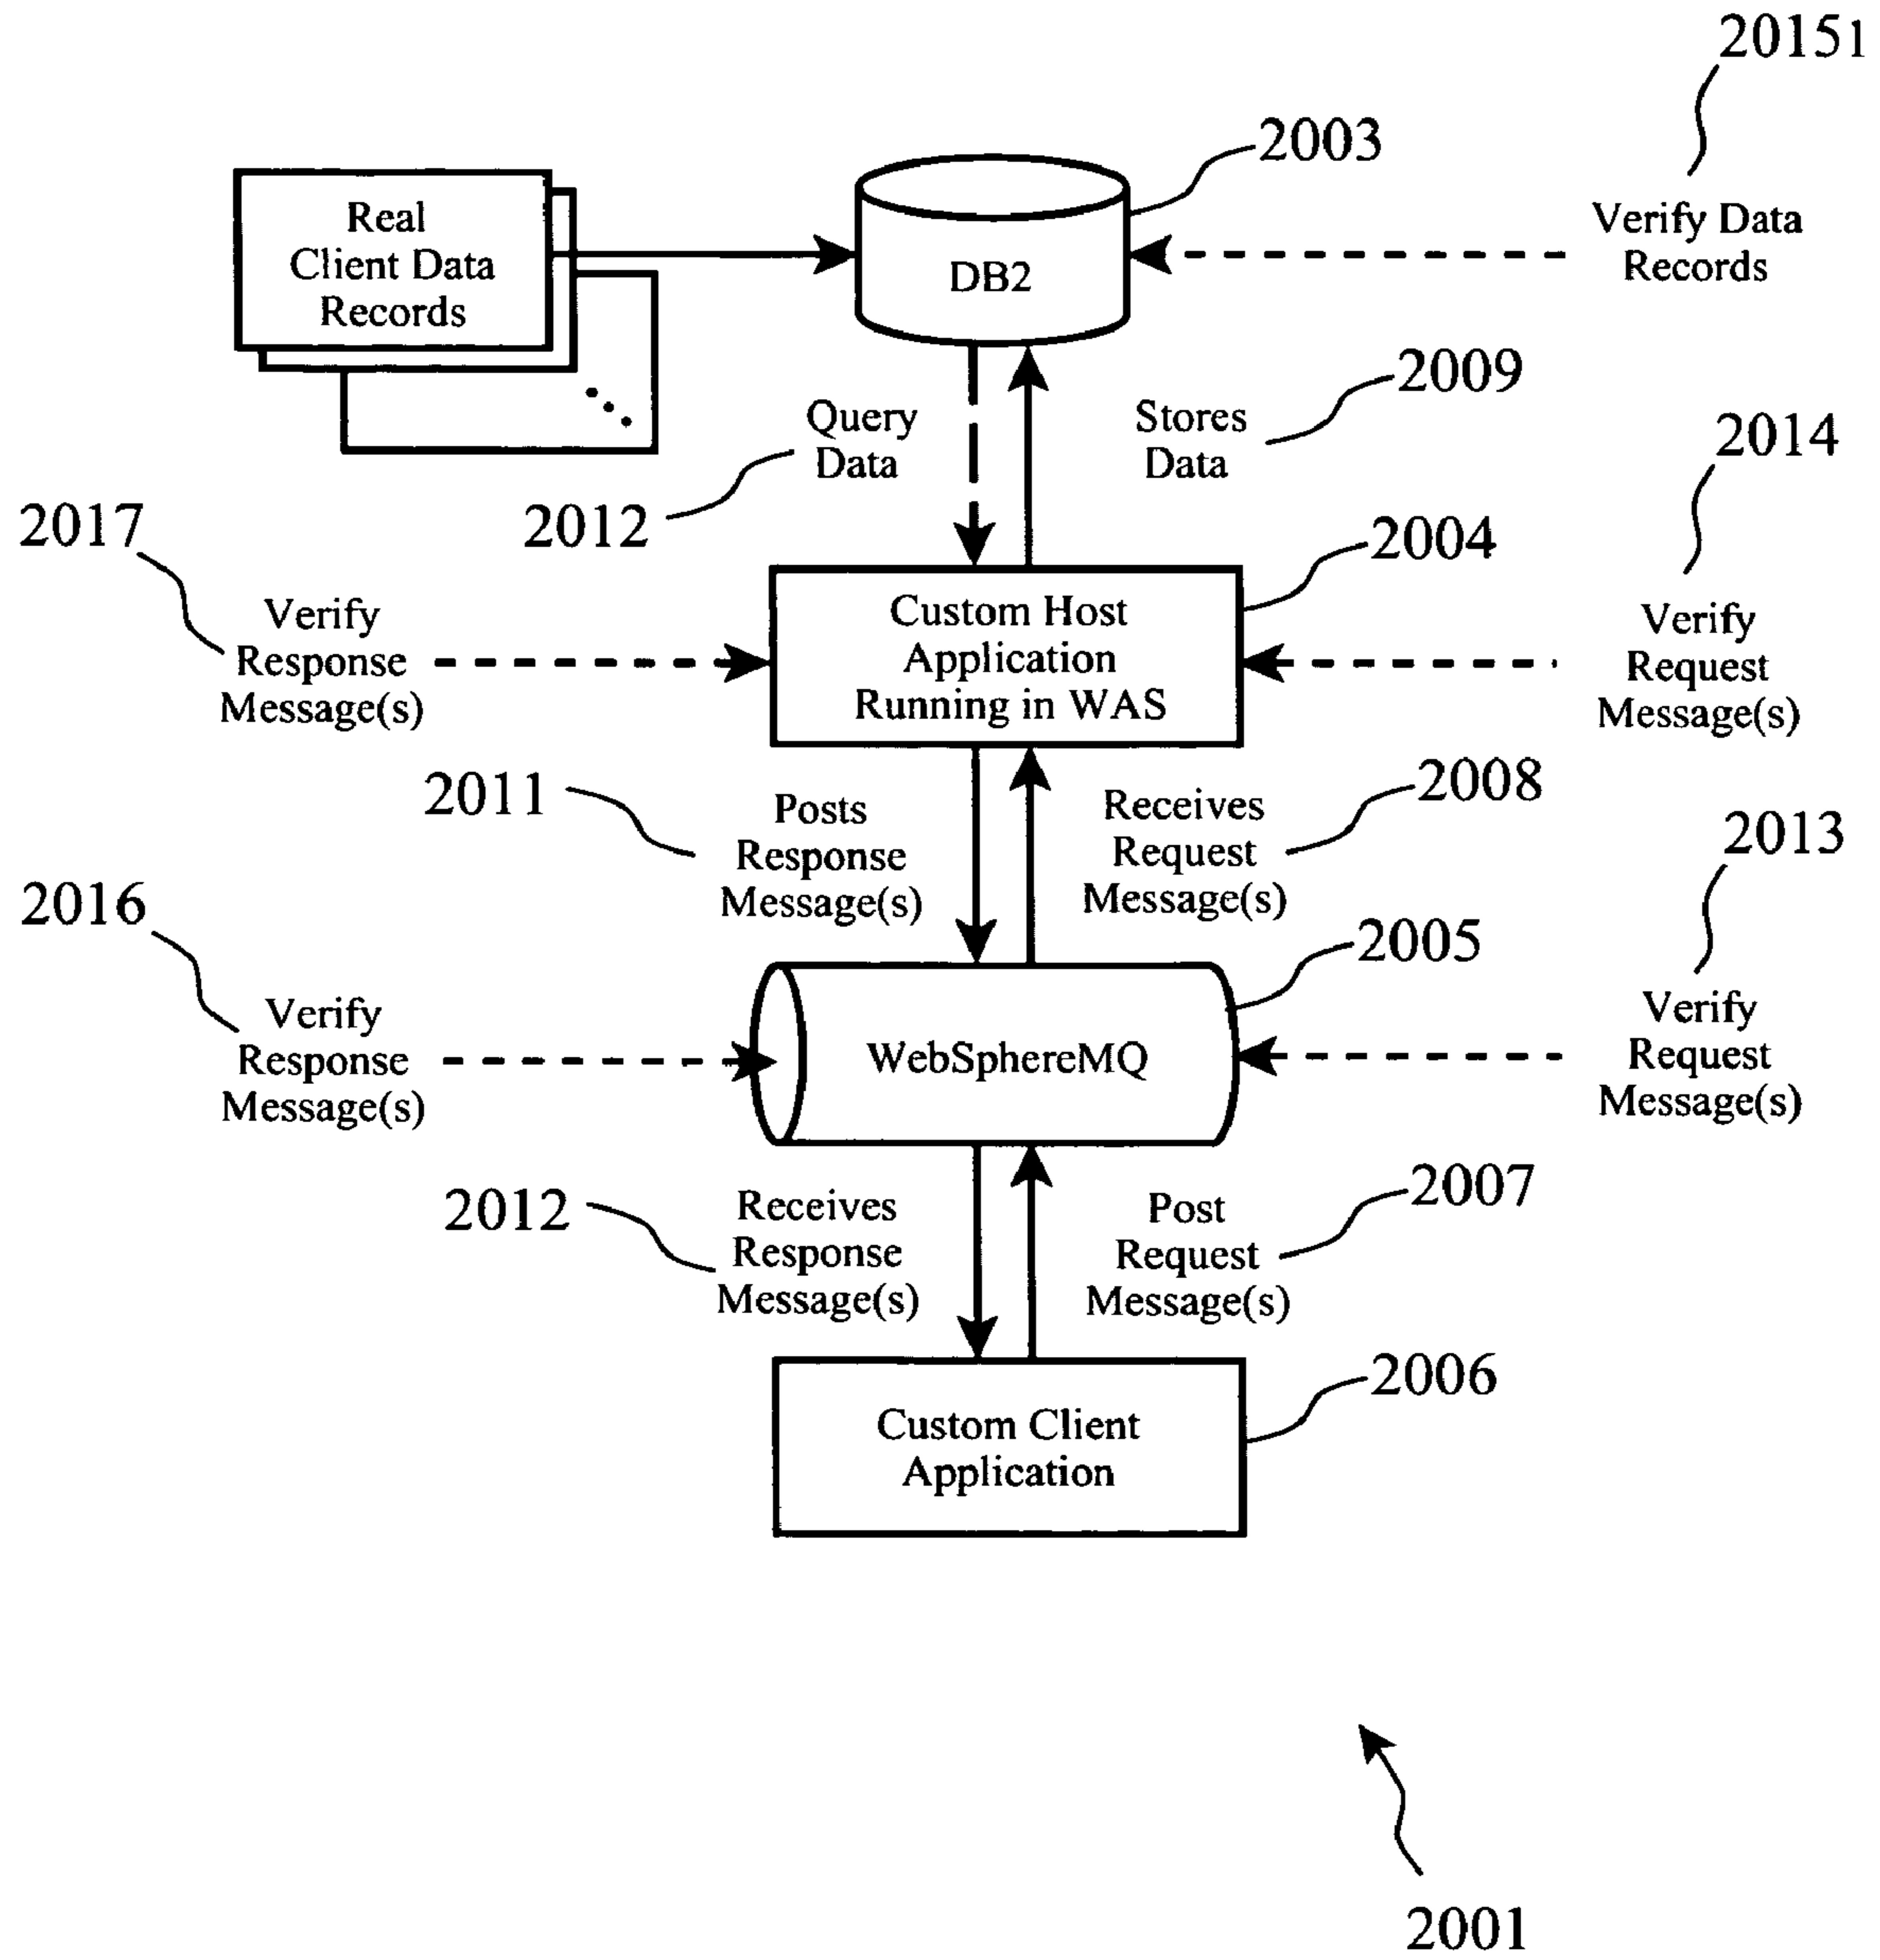 20151
2003
Real
Client Data
Records
DB2
Verify Data
Records
2009
Query
Data
Stores
Data
2014
2012
2017
2004
Verify
Response
Message(s)
Custom Host
Application
Running in WAS
Verify
Request
Message(s)
2011
Posts
Response
Message(s)
Receives
Request
Message(s)
2008
2013
2016
2005
Verify
Response
Message(s)
WebSphereMQ
Verify
Request
Message(s)
2012
Receives
Response
Message(s)
Post
Request
Message(s)
2007
2006
Custom Client
Application
2001